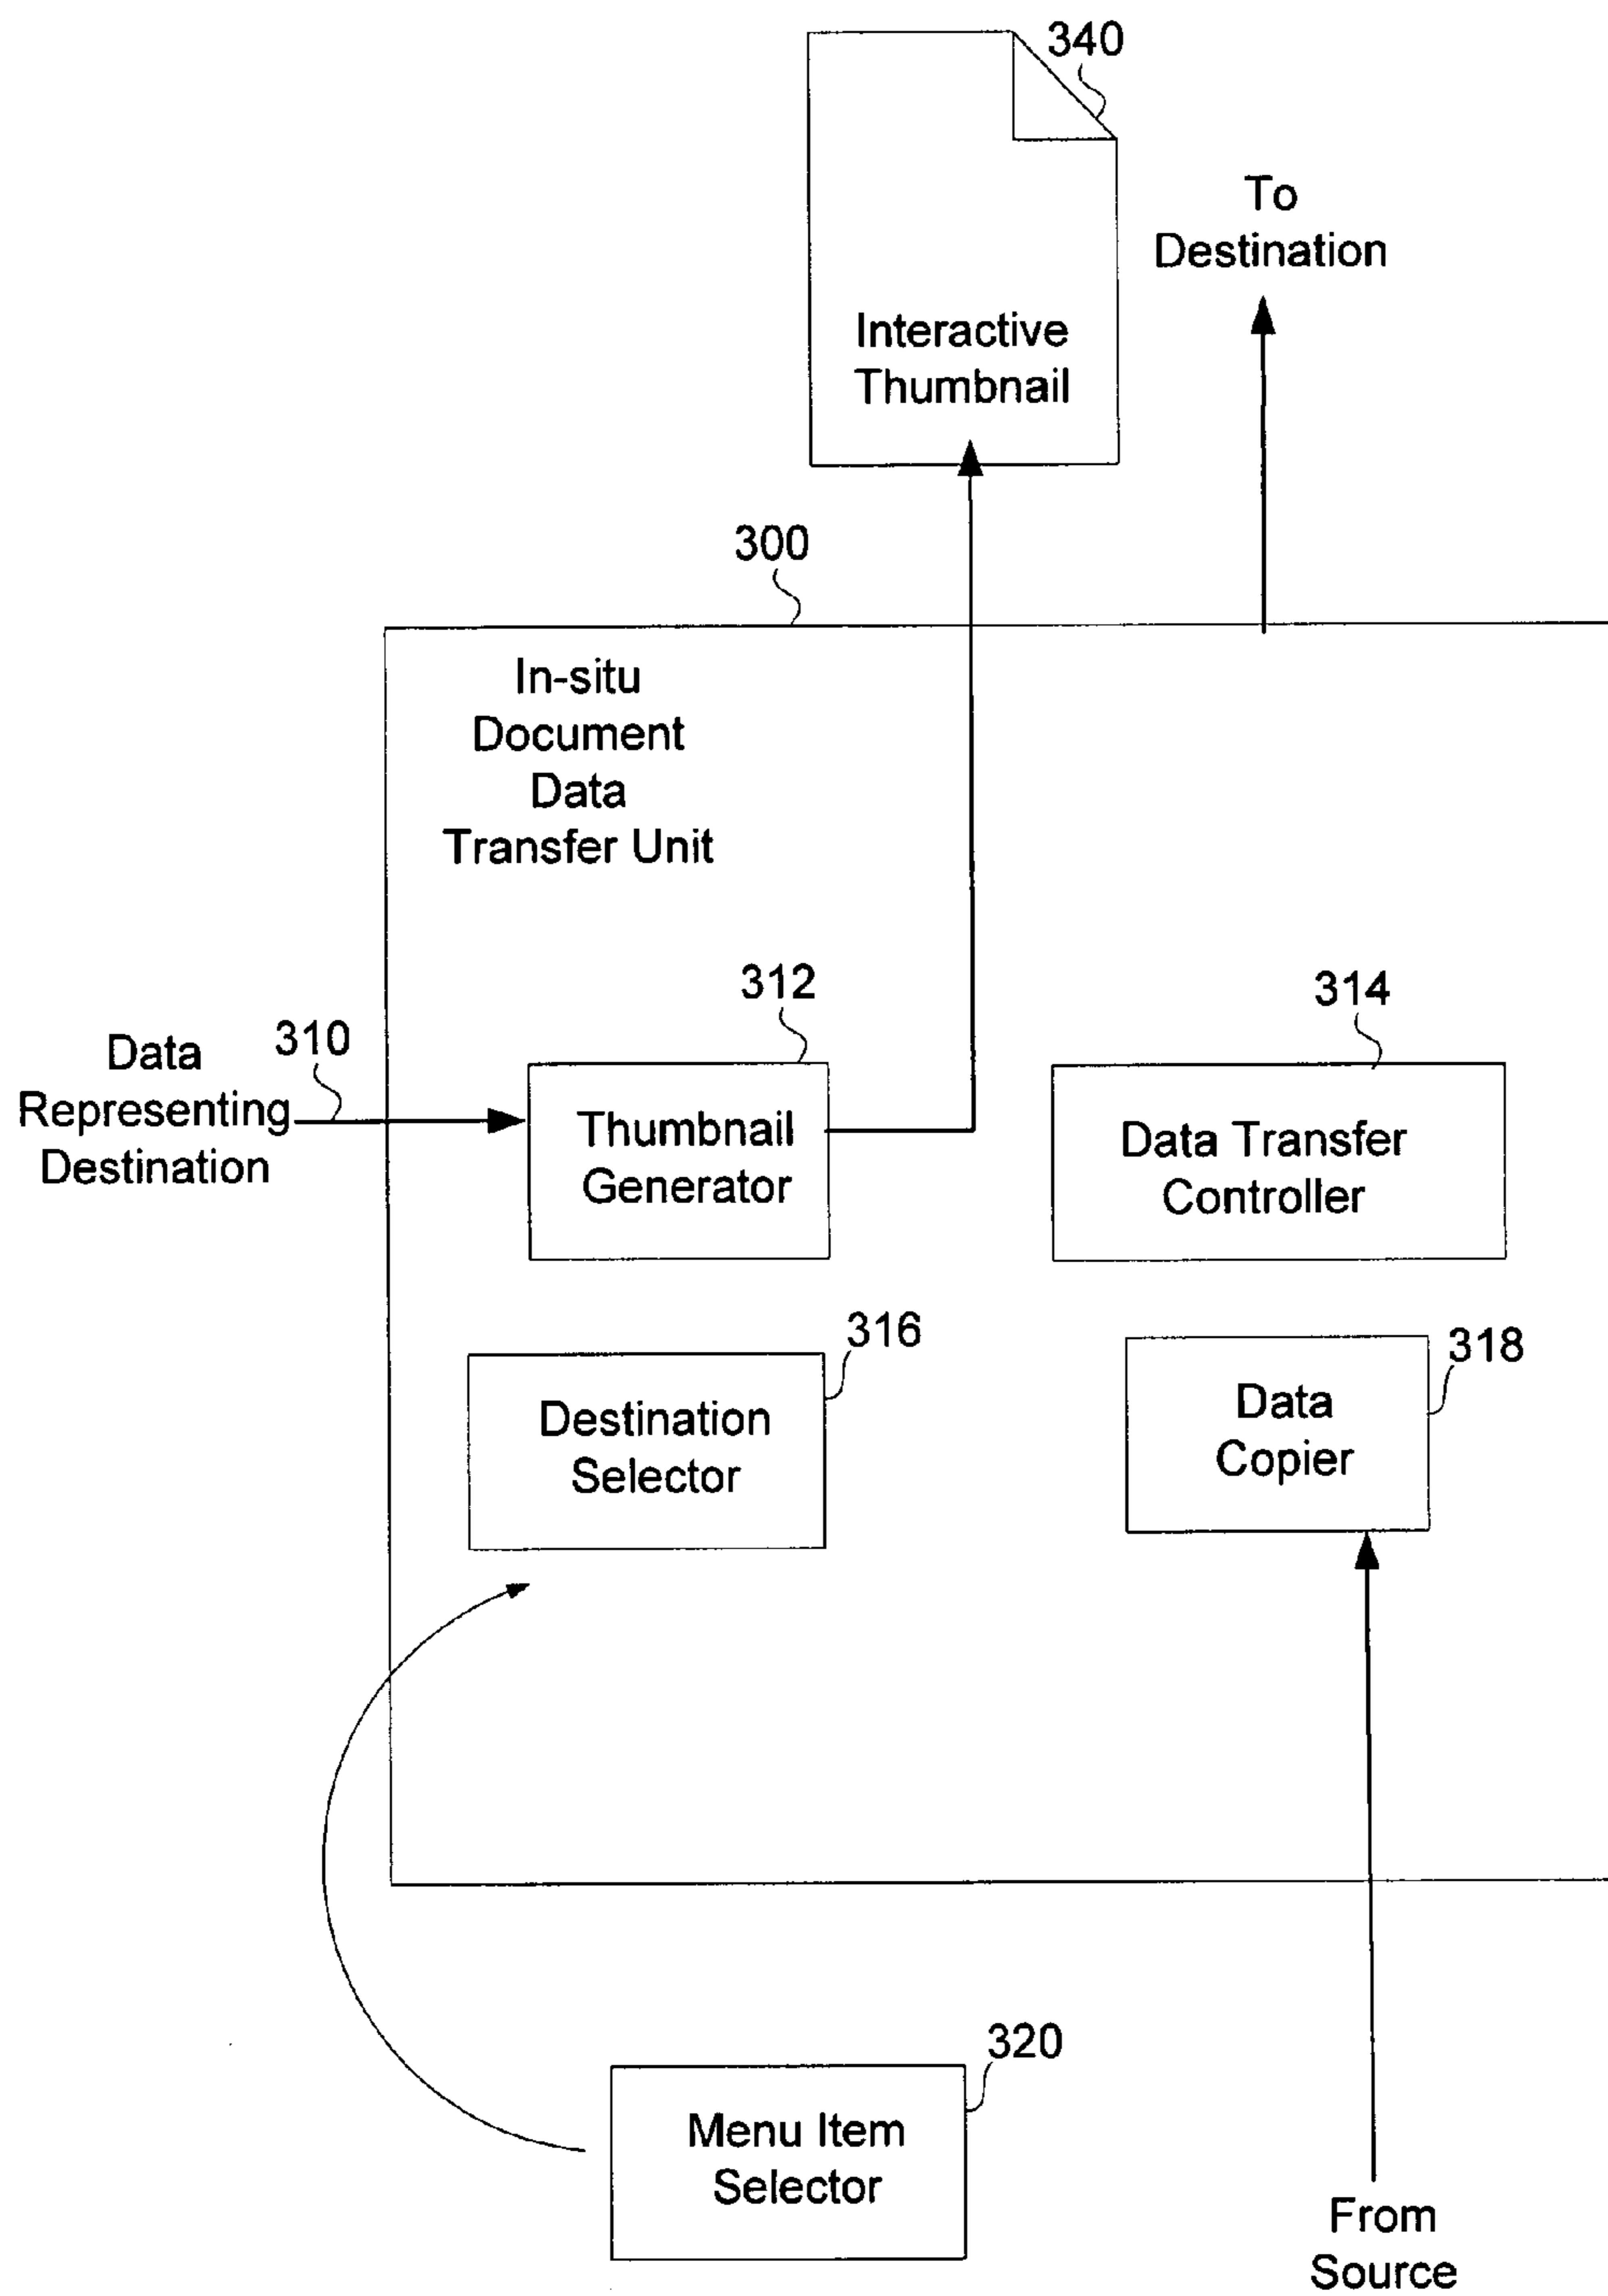 340
To
Destination
Interactive
Thumbnail
300
In-situ
Document
Data
Transfer Unit
312
314
310
Data
Representing
Destination
Thumbnail
Generator
Data Transfer
Controller
316
318
Destination
Selector
Data
Copier
320
Menu Item
Selector
From
Source